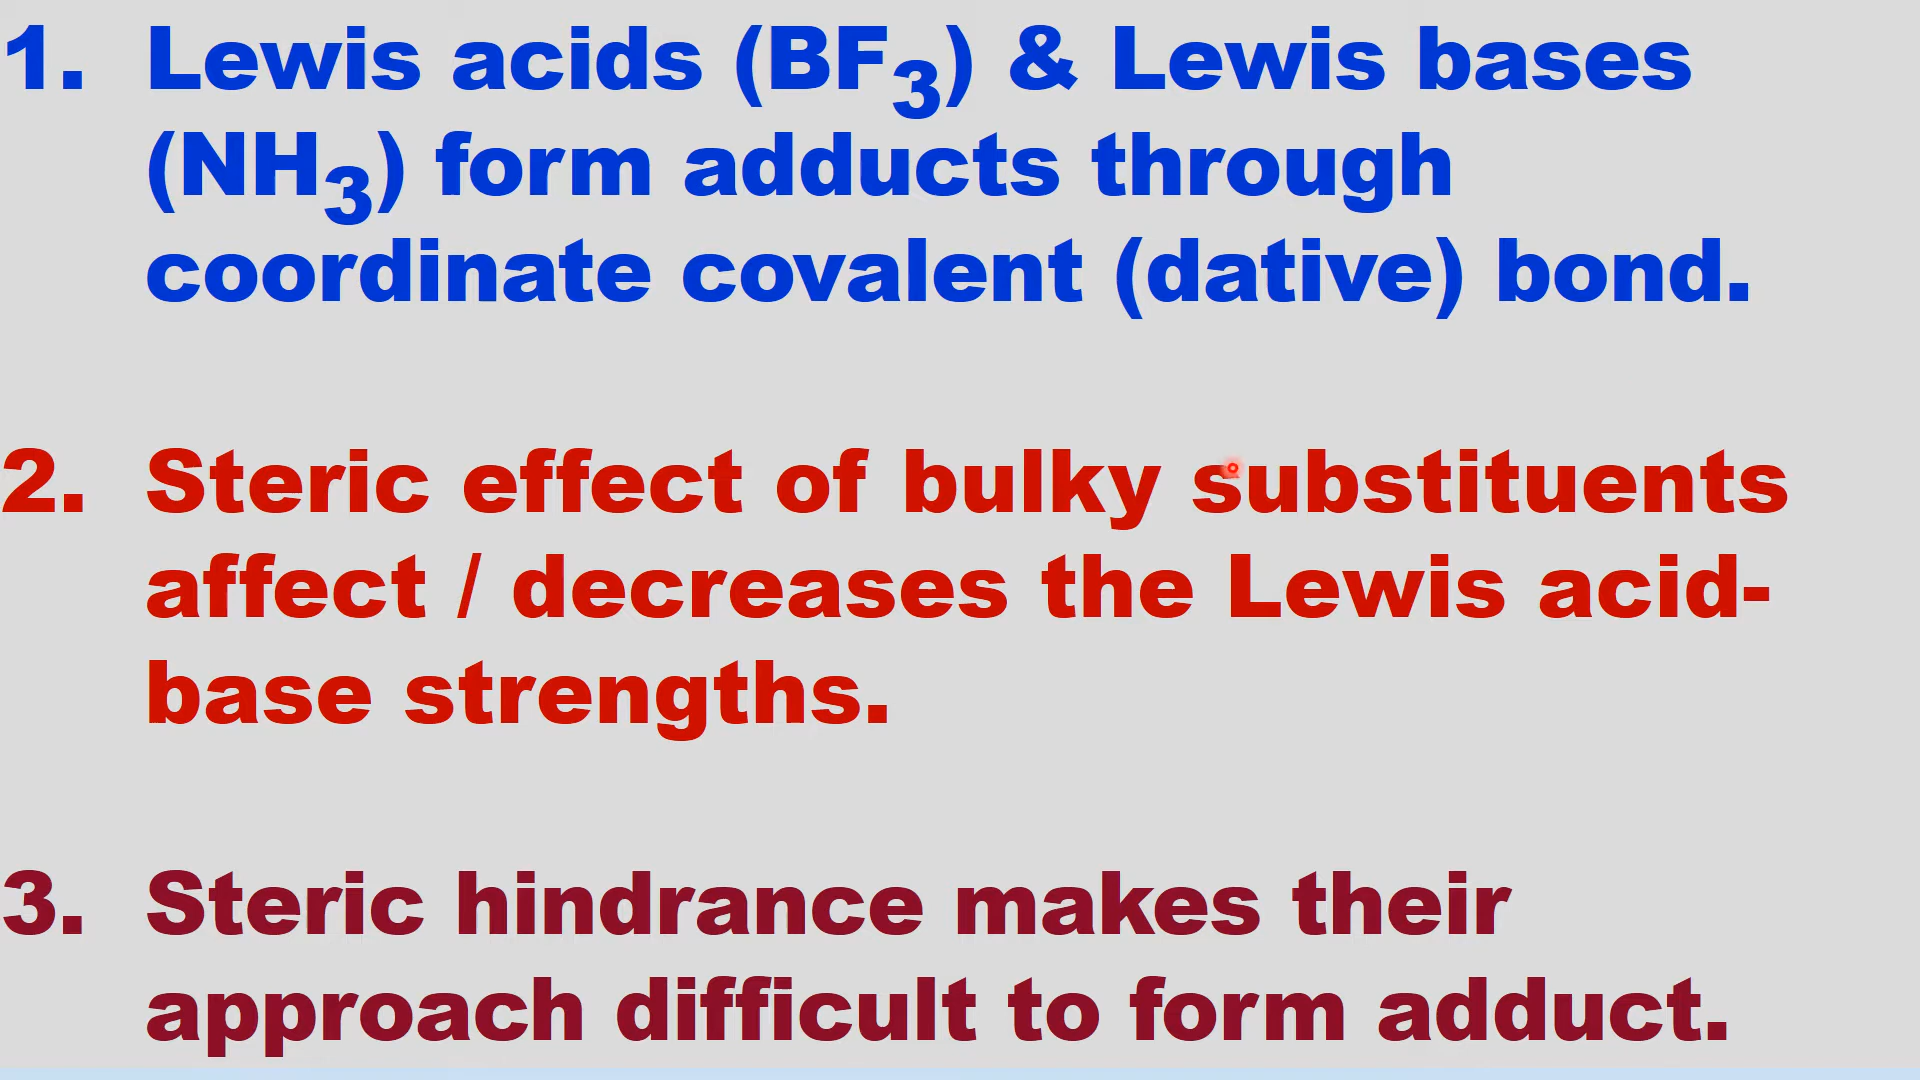 1. Lewis acids (BF₃) & Lewis bases
(NH₃) form adducts through
coordinate covalent (dative) bond.
2. Steric effect of bulky substituents
affect / decreases the Lewis acid-
base strengths.
3. Steric hindrance makes their
approach difficult to form adduct.